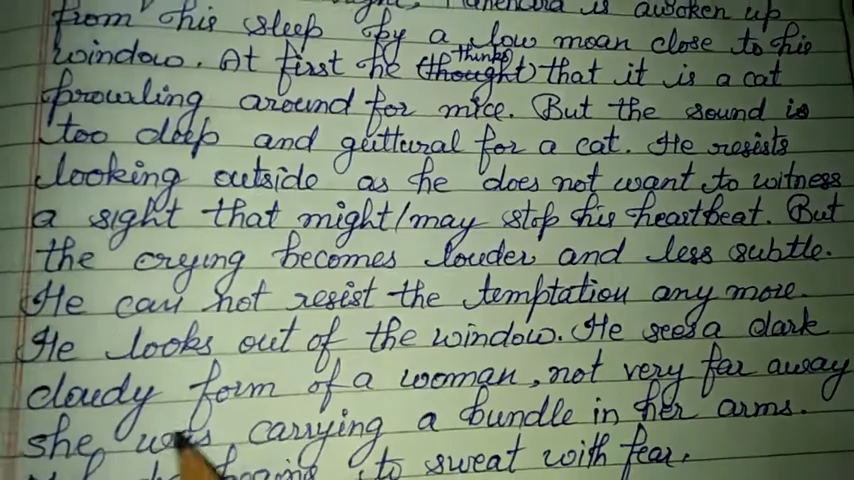 Mahendra is awoken up
from his sleep by a low moan close to his
window. At first he (thought) thinks that it is a cat
prowling around for mice. But the sound is
too deep and guttural for a cat. He resists
looking outside as he does not want to witness
a sight that might/may stop his heartbeat. But
the crying becomes louder and less subtle.
He can not resist the temptation any more.
He looks out of the window. He sees a dark
cloudy form of a woman, not very far away
she was carrying a bundle in her arms.
to sweat with fear.